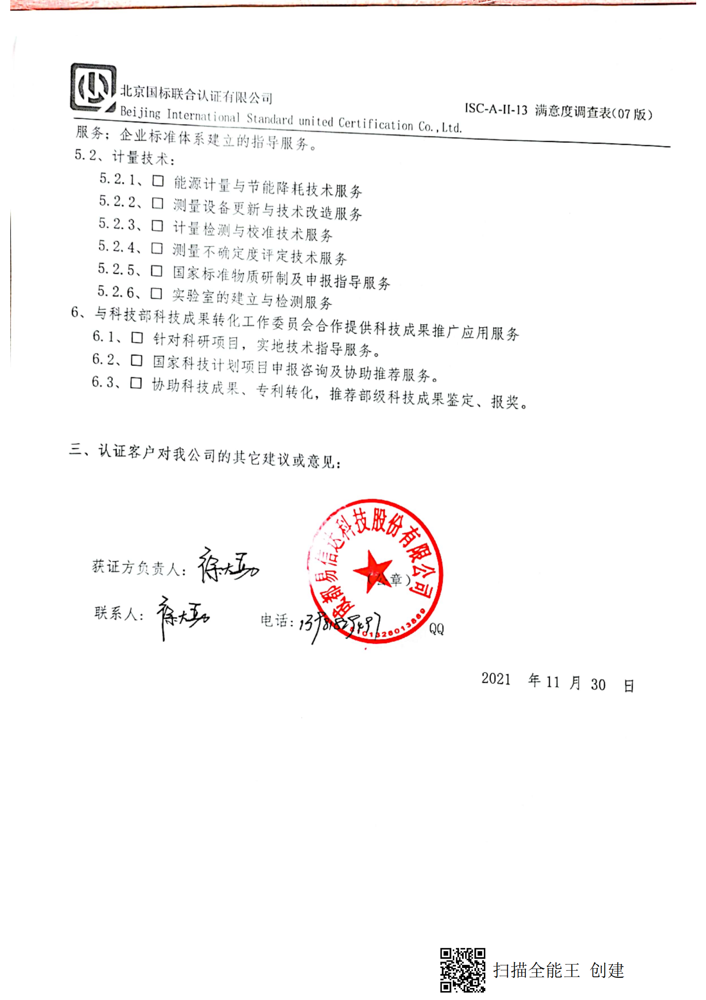 北京国标联合认证有限公司
Beijing International Standard united Certification Co.,Ltd.
ISC-A-II-13 满意度调查表(07版)
服务；企业标准体系建立的指导服务。
5.2、计量技术：
5.2.1、□ 能源计量与节能降耗技术服务
5.2.2、□ 测量设备更新与技术改造服务
5.2.3、□ 计量检测与校准技术服务
5.2.4、□ 测量不确定度评定技术服务
5.2.5、□ 国家标准物质研制及申报指导服务
5.2.6、□ 实验室的建立与检测服务
6、与科技部科技成果转化工作委员会合作提供科技成果推广应用服务
6.1、□ 针对科研项目，实地技术指导服务。
6.2、□ 国家科技计划项目申报咨询及协助推荐服务。
6.3、□ 协助科技成果、专利转化，推荐部级科技成果鉴定、报奖。
三、认证客户对我公司的其它建议或意见：
成都易信达科技股份有限公司
获证方负责人：
（公章）
联系人：
电话：
QQ
2021 年 11 月 30 日
扫描全能王 创建